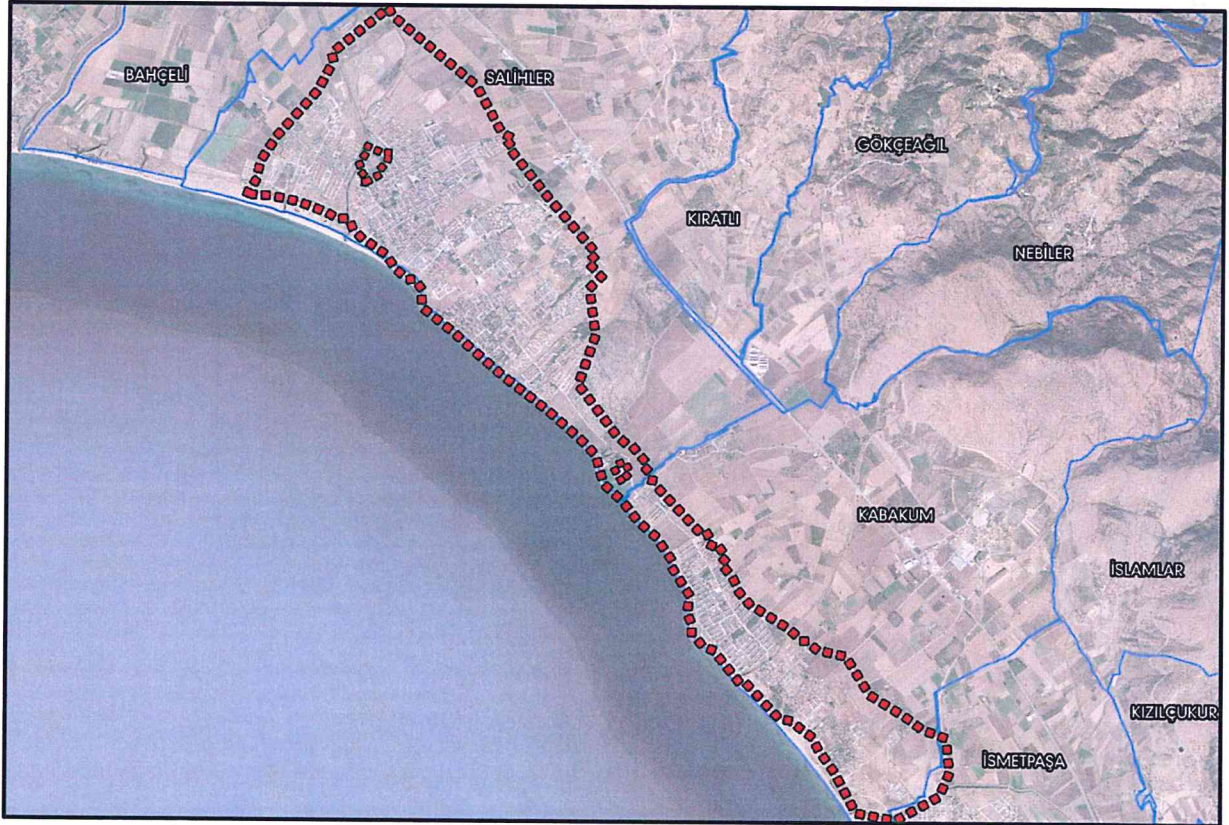 BAHÇELİ
SALİHLER
GÖKÇEAĞIL
KIRATLI
NEBİLER
KABAKUM
İSLAMLAR
KIZILÇUKUR
İSMETPAŞA